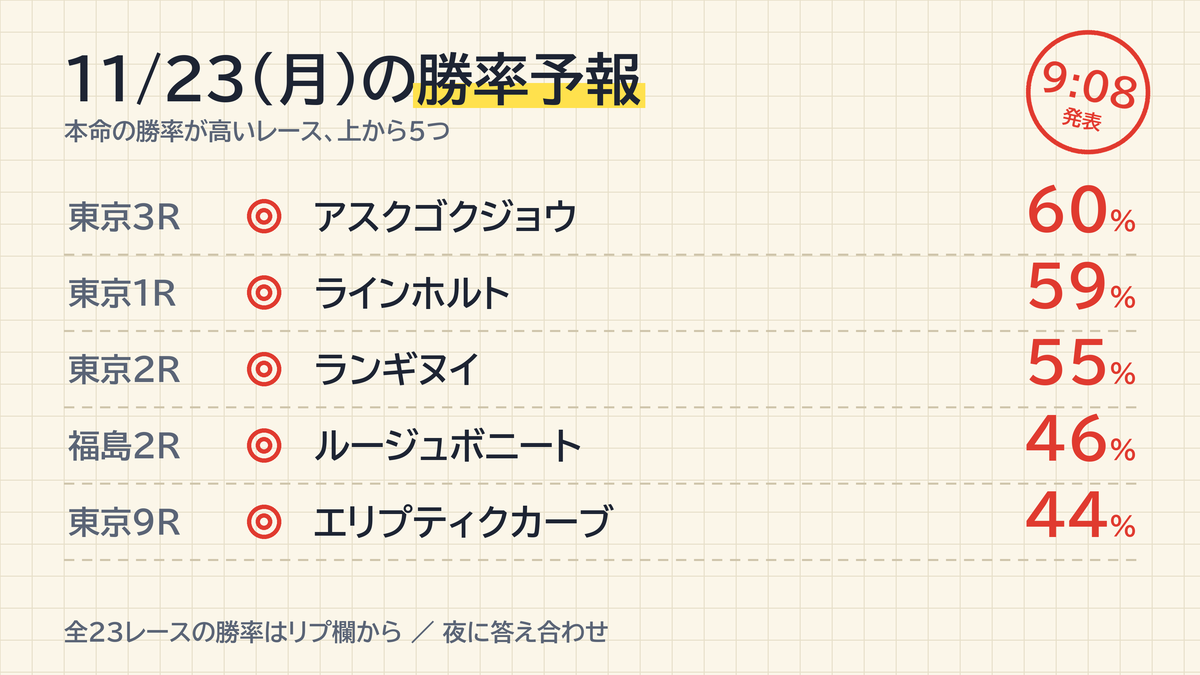 11/23(月)の勝率予報
本命の勝率が高いレース、上から5つ
9:08
発表
東京3R ◎ アスクゴクジョウ 60%
東京1R ◎ ラインホルト 59%
東京2R ◎ ランギヌイ 55%
福島2R ◎ ルージュボニート 46%
東京9R ◎ エリプティクカーブ 44%
全23レースの勝率はリプ欄から ／ 夜に答え合わせ